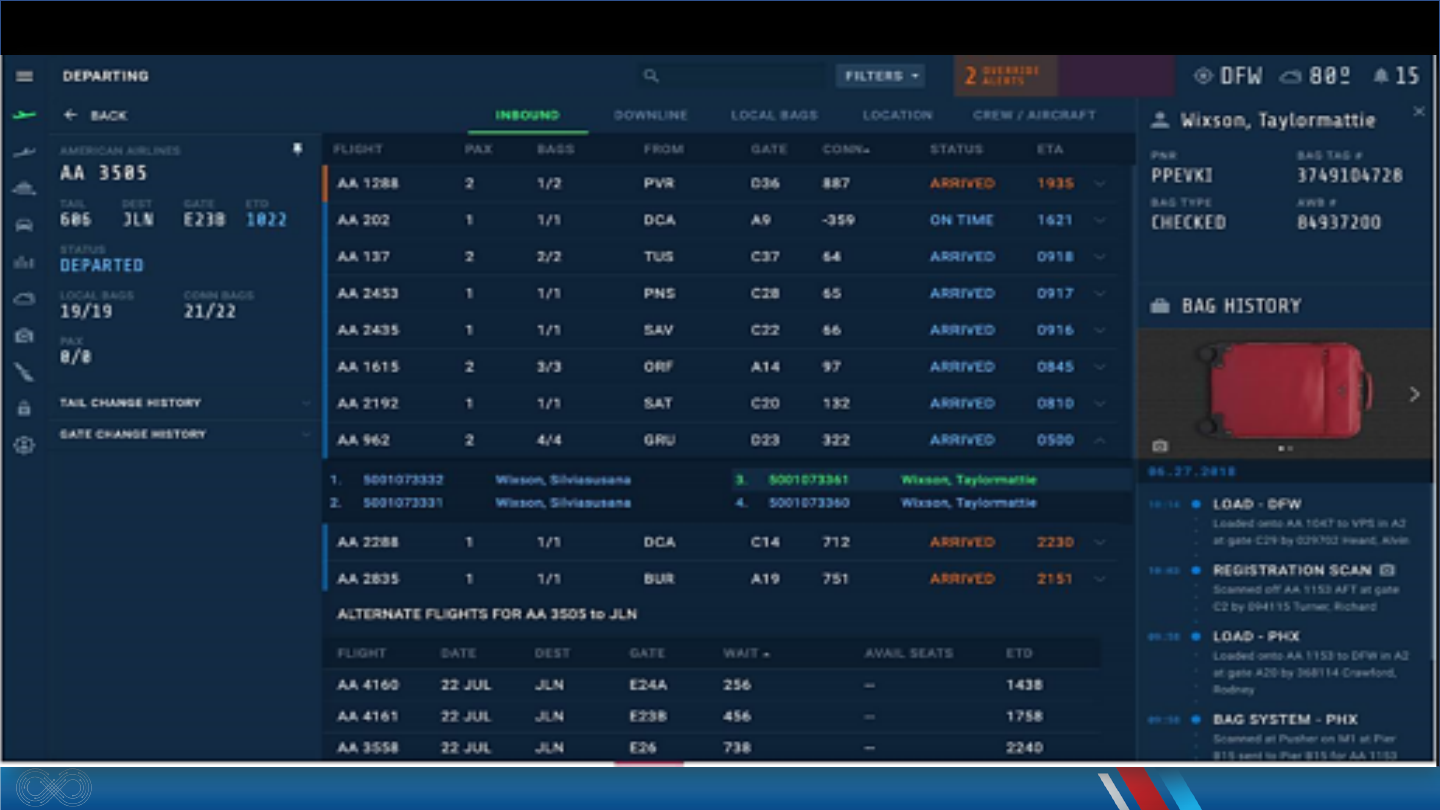 DEPARTING
FILTERS
2 OVERRIDE ALERTS
DFW
80º
15
BACK
INBOUND DOWNLINE LOCAL BAGS LOCATION CREW / AIRCRAFT
AMERICAN AIRLINES
AA 3505
TAIL DEST GATE ETD
606 JLN E23B 1022
STATUS
DEPARTED
LOCAL BAGS CONN BAGS
19/19 21/22
PAX
0/0
TAIL CHANGE HISTORY
GATE CHANGE HISTORY
FLIGHT PAX BAGS FROM GATE CONN STATUS ETA
AA 1288 2 1/2 PVR D36 887 ARRIVED 1935
AA 202 1 1/1 DCA A9 -359 ON TIME 1621
AA 137 2 2/2 TUS C37 64 ARRIVED 0918
AA 2453 1 1/1 PNS C28 65 ARRIVED 0917
AA 2435 1 1/1 SAV C22 66 ARRIVED 0916
AA 1615 2 3/3 ORF A14 97 ARRIVED 0845
AA 2192 1 1/1 SAT C20 132 ARRIVED 0810
AA 962 2 4/4 GRU D23 322 ARRIVED 0500
1. 5001073332 Wixson, Silviasusana 3. 5001073361 Wixson, Taylormattie
2. 5001073331 Wixson, Silviasusana 4. 5001073360 Wixson, Taylormattie
AA 2288 1 1/1 DCA C14 712 ARRIVED 2230
AA 2835 1 1/1 BUR A19 751 ARRIVED 2151
ALTERNATE FLIGHTS FOR AA 3505 to JLN
FLIGHT DATE DEST GATE WAIT AVAIL SEATS ETD
AA 4160 22 JUL JLN E24A 256 -- 1438
AA 4161 22 JUL JLN E23B 456 -- 1758
AA 3558 22 JUL JLN E26 738 -- 2240
Wixson, Taylormattie
PNR BAG TAG #
PPEVKI 3749104728
BAG TYPE AWB #
CHECKED 84937200
BAG HISTORY
06.27.2018
LOAD - DFW
Loaded onto AA 1047 to VPS in A2
at gate C29 by 029702 Heard, Alvin
REGISTRATION SCAN
Scanned off AA 1153 AFT at gate
C2 by 094115 Turner, Richard
LOAD - PHX
Loaded onto AA 1153 to DFW in A2
at gate A20 by 368114 Crawford,
Rodney
BAG SYSTEM - PHX
Scanned at Pusher on M1 at Pier
B15 sent to Pier B15 for AA 1153